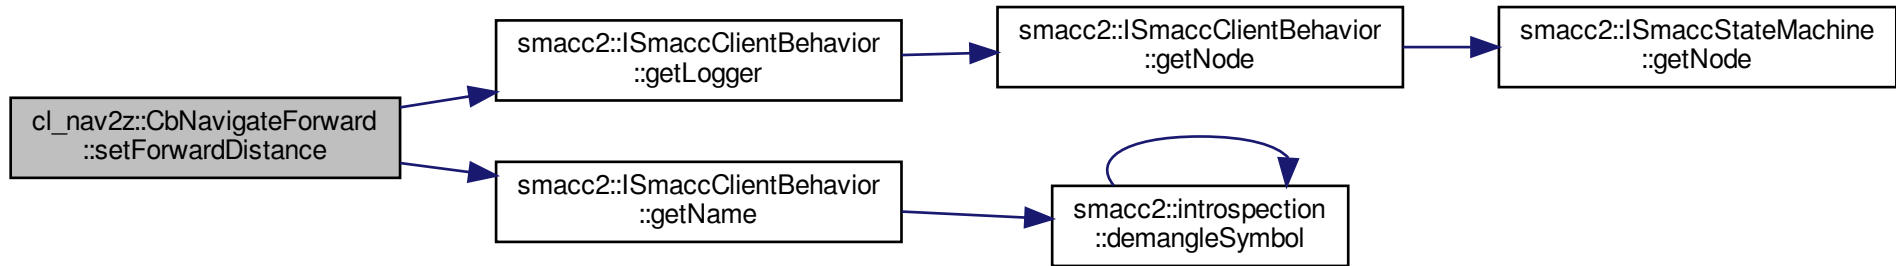 cl_nav2z::CbNavigateForward
::setForwardDistance
smacc2::ISmaccClientBehavior
::getLogger
smacc2::ISmaccClientBehavior
::getNode
smacc2::ISmaccStateMachine
::getNode
smacc2::ISmaccClientBehavior
::getName
smacc2::introspection
::demangleSymbol